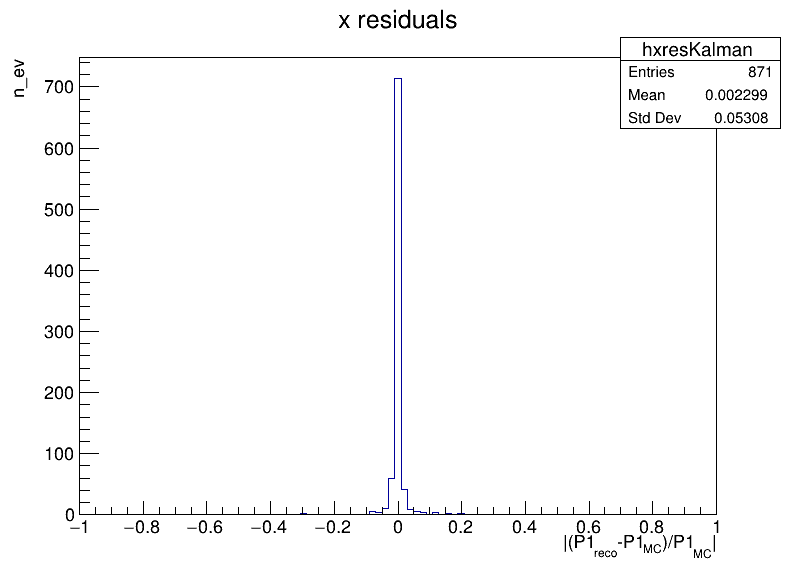 x residuals
hxresKalman
Entries 871
Mean 0.002299
Std Dev 0.05308
n_ev
700
600
500
400
300
200
100
0
−1 −0.8 −0.6 −0.4 −0.2 0 0.2 0.4 0.6 0.8 1
|(P1reco-P1MC)/P1MC|